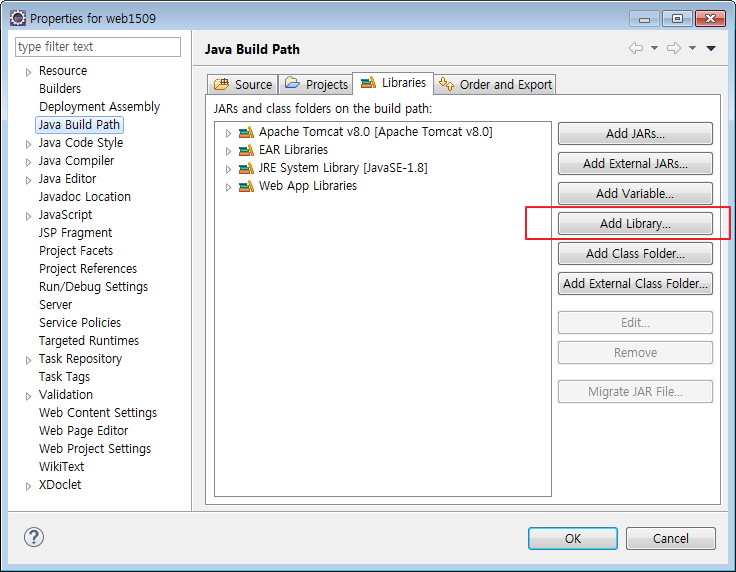 Properties for web1509
type filter text
Resource
Builders
Deployment Assembly
Java Build Path
Java Code Style
Java Compiler
Java Editor
Javadoc Location
JavaScript
JSP Fragment
Project Facets
Project References
Run/Debug Settings
Server
Service Policies
Targeted Runtimes
Task Repository
Task Tags
Validation
Web Content Settings
Web Page Editor
Web Project Settings
WikiText
XDoclet
Java Build Path
Source Projects Libraries Order and Export
JARs and class folders on the build path:
Apache Tomcat v8.0 [Apache Tomcat v8.0]
EAR Libraries
JRE System Library [JavaSE-1.8]
Web App Libraries
Add JARs...
Add External JARs...
Add Variable...
Add Library...
Add Class Folder...
Add External Class Folder...
Edit...
Remove
Migrate JAR File...
?
OK Cancel